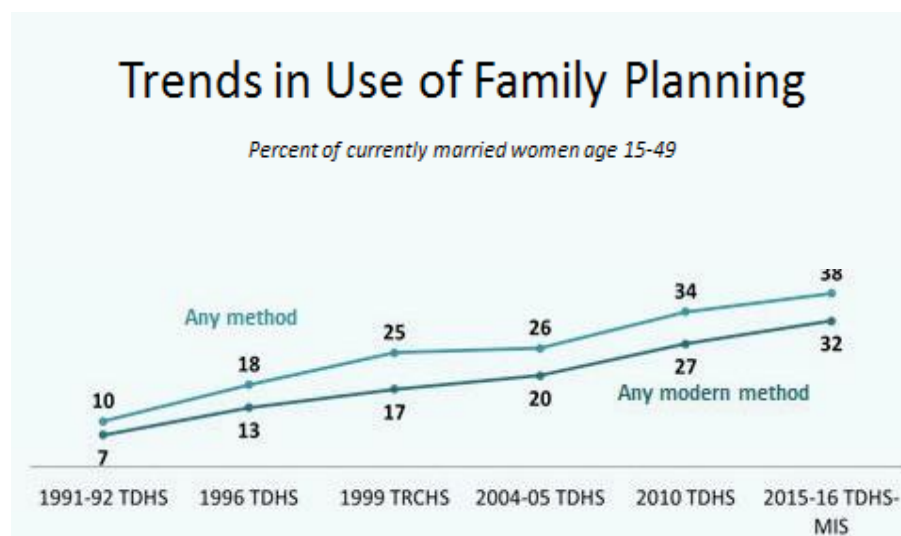 Trends in Use of Family Planning
Percent of currently married women age 15-49
38
34
Any method
25
26
18
32
27
10
Any modern method
20
17
13
7
1991-92 TDHS 1996 TDHS 1999 TRCHS 2004-05 TDHS 2010 TDHS 2015-16 TDHS-
MIS